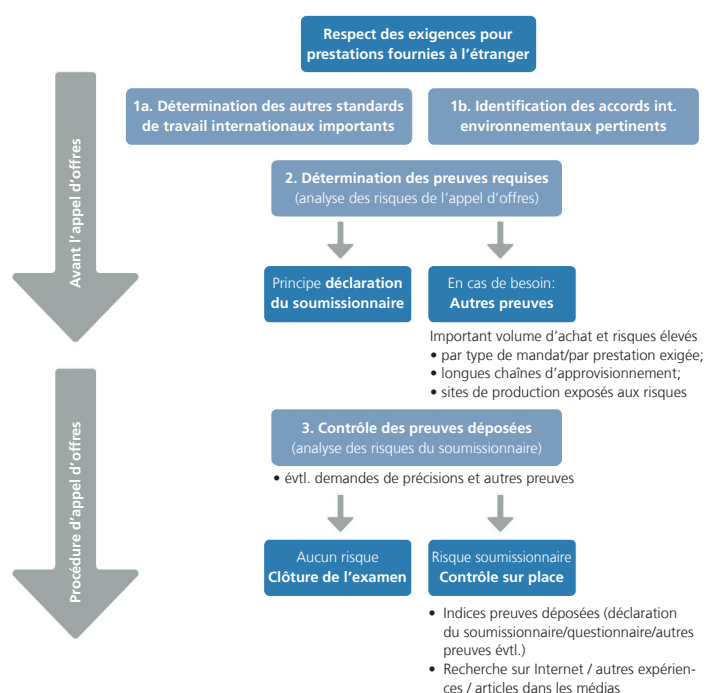 Respect des exigences pour
prestations fournies à l'étranger
Avant l'appel d'offres
1a. Détermination des autres standards
de travail internationaux importants
1b. Identification des accords int.
environnementaux pertinents
2. Détermination des preuves requises
(analyse des risques de l'appel d'offres)
Principe déclaration
du soumissionnaire
En cas de besoin:
Autres preuves
Important volume d'achat et risques élevés
• par type de mandat/par prestation exigée;
• longues chaînes d'approvisionnement;
• sites de production exposés aux risques
Procédure d'appel d'offres
3. Contrôle des preuves déposées
(analyse des risques du soumissionnaire)
• évtl. demandes de précisions et autres preuves
Aucun risque
Clôture de l'examen
Risque soumissionnaire
Contrôle sur place
• Indices preuves déposées (déclaration
du soumissionnaire/questionnaire/autres
preuves évtl.)
• Recherche sur Internet / autres expérien-
ces / articles dans les médias